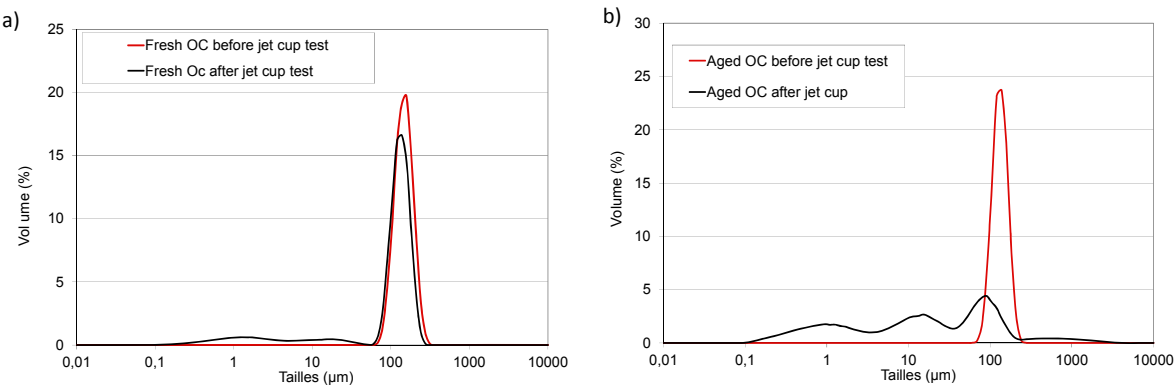 a)
25
20
15
10
5
0
Vol ume (%)
Fresh OC before jet cup test
Fresh Oc after jet cup test
0,01
0,1
1
10
100
1000
10000
Tailles (µm)
b)
30
25
20
15
10
5
0
Volume (%)
Aged OC before jet cup test
Aged OC after jet cup
0,01
0,1
1
10
100
1000
10000
Tailles (µm)